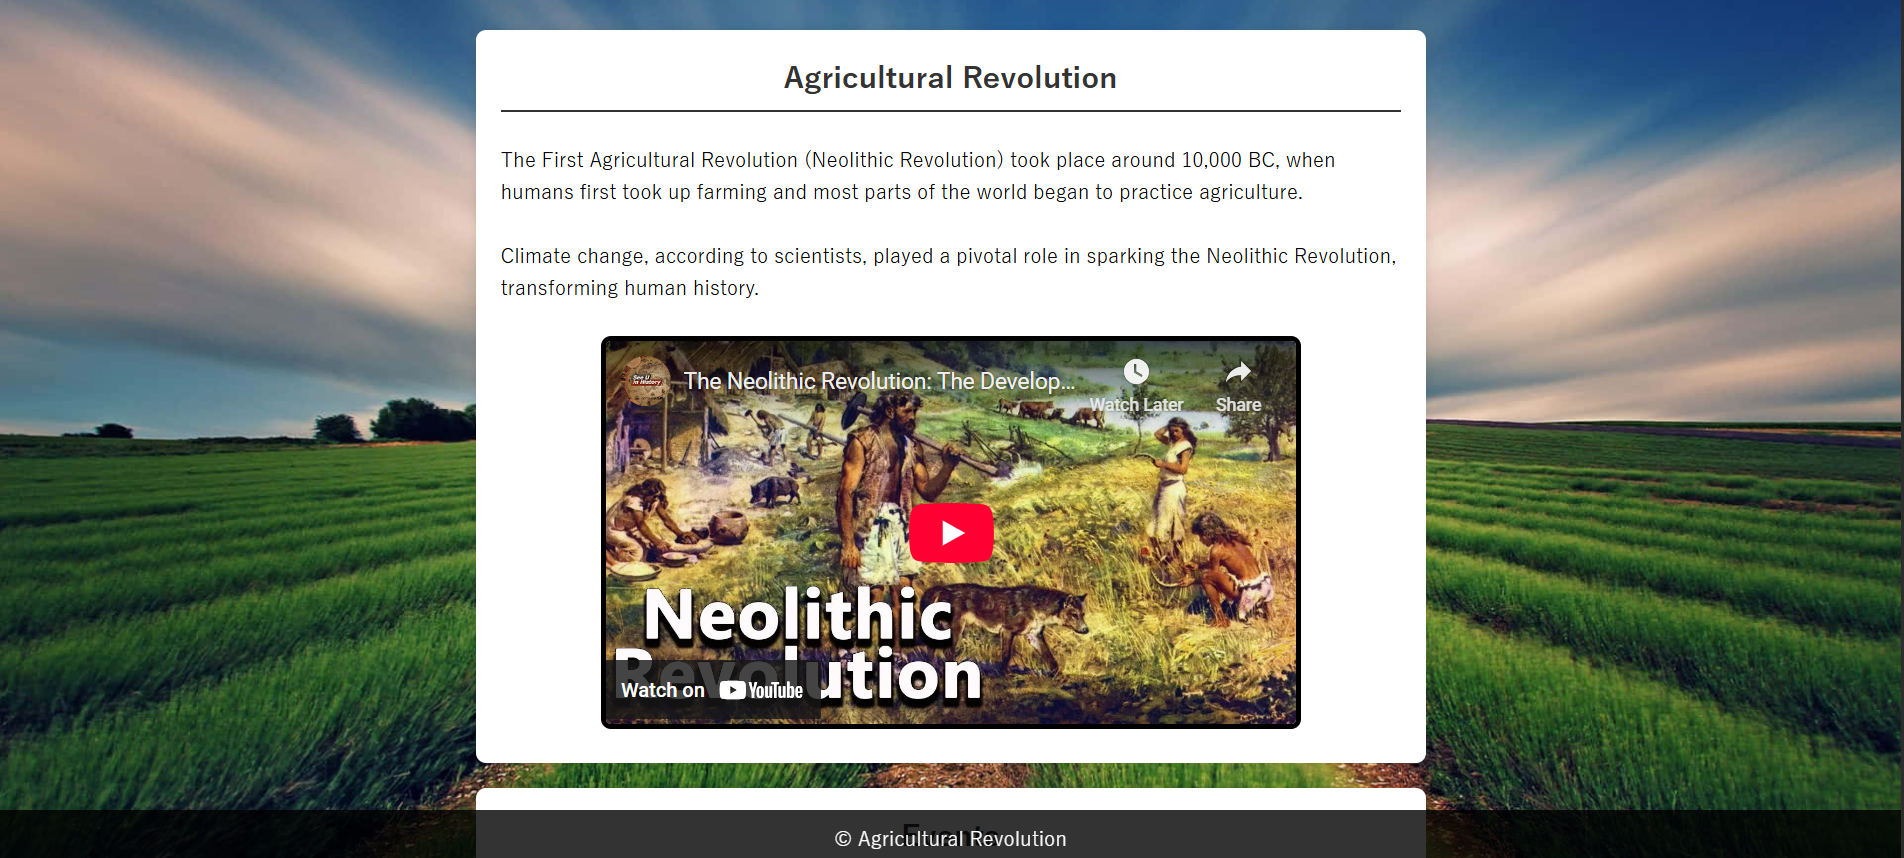 Agricultural Revolution
The First Agricultural Revolution (Neolithic Revolution) took place around 10,000 BC, when
humans first took up farming and most parts of the world began to practice agriculture.
Climate change, according to scientists, played a pivotal role in sparking the Neolithic Revolution,
transforming human history.
See U in History
The Neolithic Revolution: The Develop...
Watch Later
Share
Neolithic
Revolution
Watch on YouTube
© Agricultural Revolution